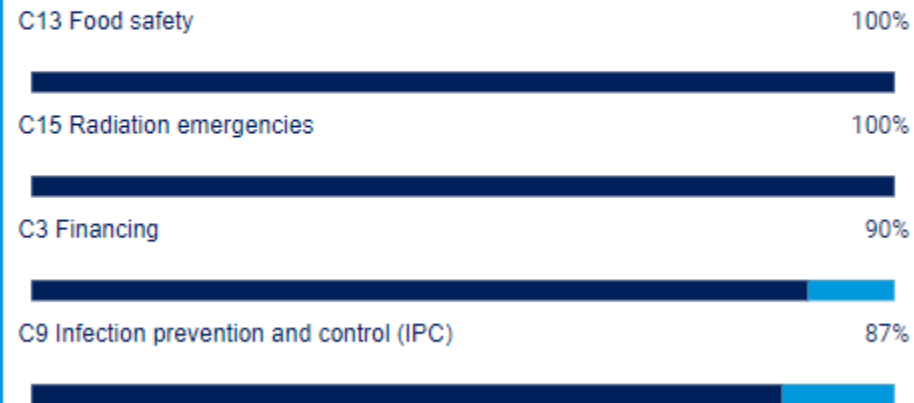 C13 Food safety 100%
C15 Radiation emergencies 100%
C3 Financing 90%
C9 Infection prevention and control (IPC) 87%